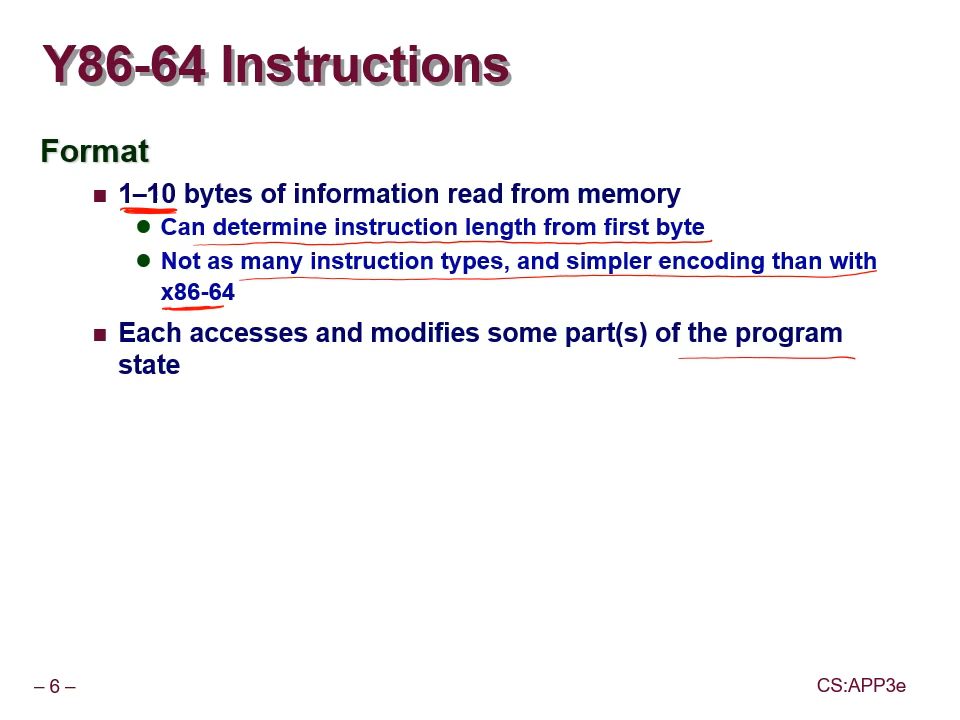 Y86-64 Instructions
Format
1–10 bytes of information read from memory
Can determine instruction length from first byte
Not as many instruction types, and simpler encoding than with
x86-64
Each accesses and modifies some part(s) of the program
state
– 6 –
CS:APP3e